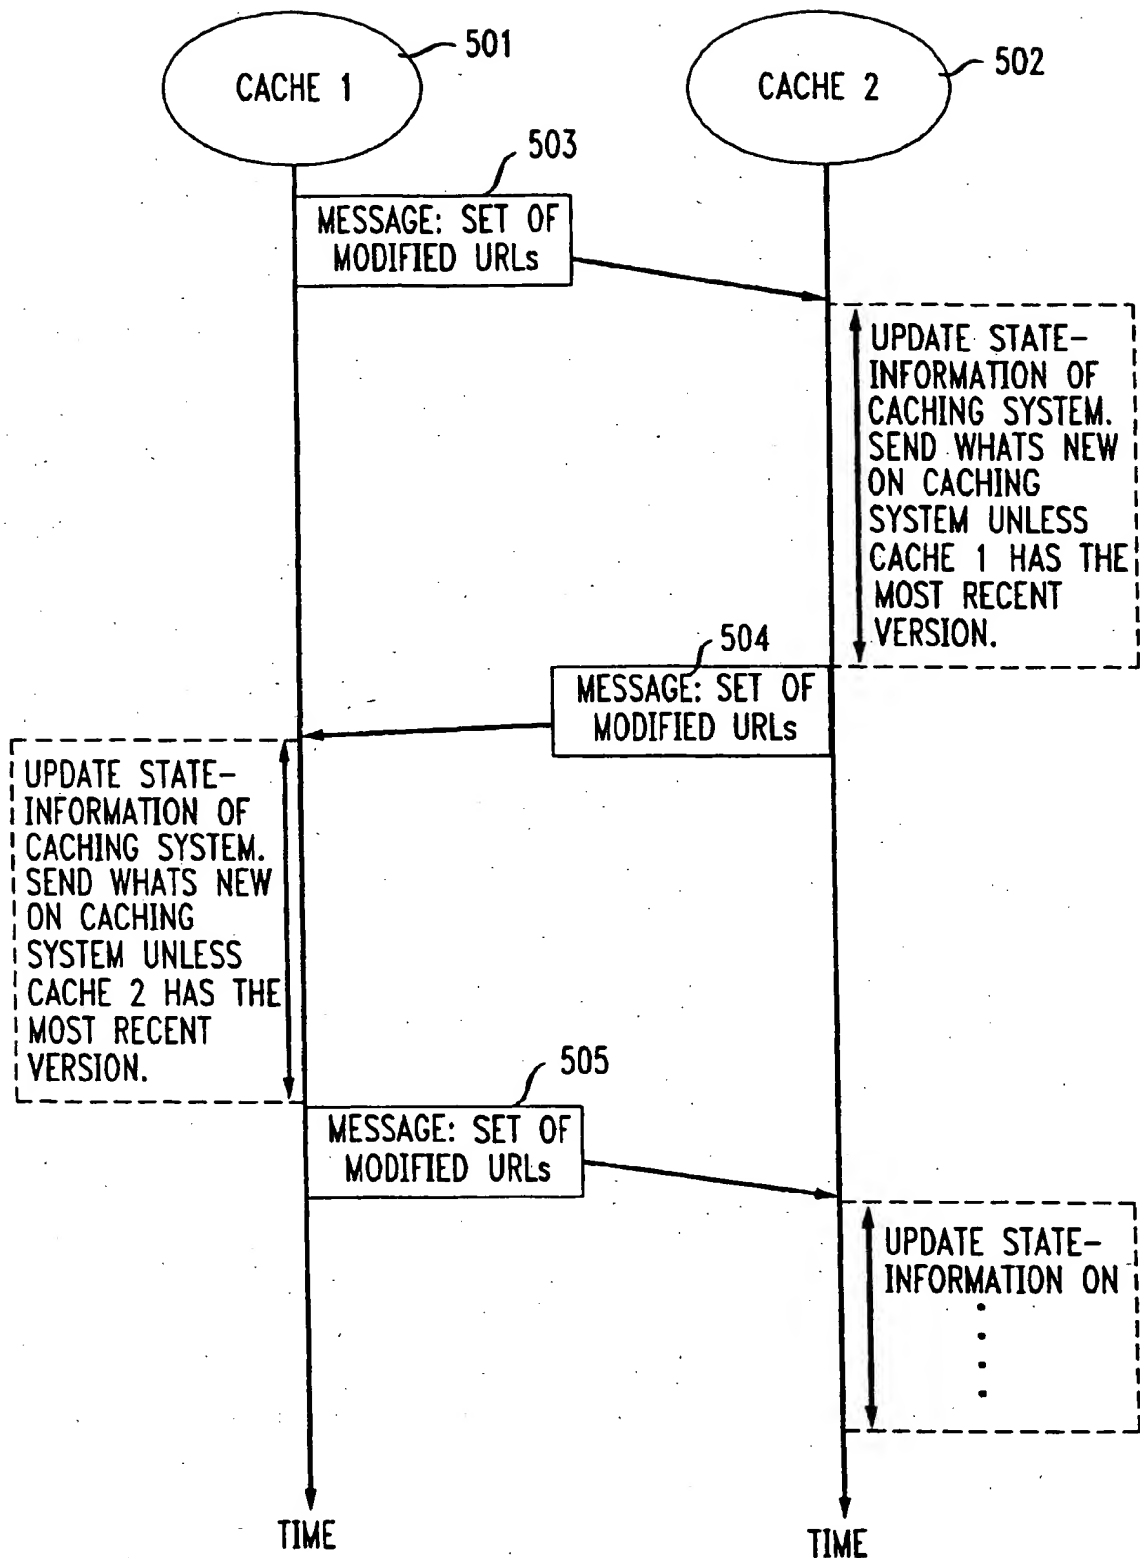 501
CACHE 1
502
CACHE 2
503
MESSAGE: SET OF
MODIFIED URLs
UPDATE STATE-
INFORMATION OF
CACHING SYSTEM.
SEND WHATS NEW
ON CACHING
SYSTEM UNLESS
CACHE 1 HAS THE
MOST RECENT
VERSION.
504
MESSAGE: SET OF
MODIFIED URLs
UPDATE STATE-
INFORMATION OF
CACHING SYSTEM.
SEND WHATS NEW
ON CACHING
SYSTEM UNLESS
CACHE 2 HAS THE
MOST RECENT
VERSION.
505
MESSAGE: SET OF
MODIFIED URLs
UPDATE STATE-
INFORMATION ON
TIME
TIME